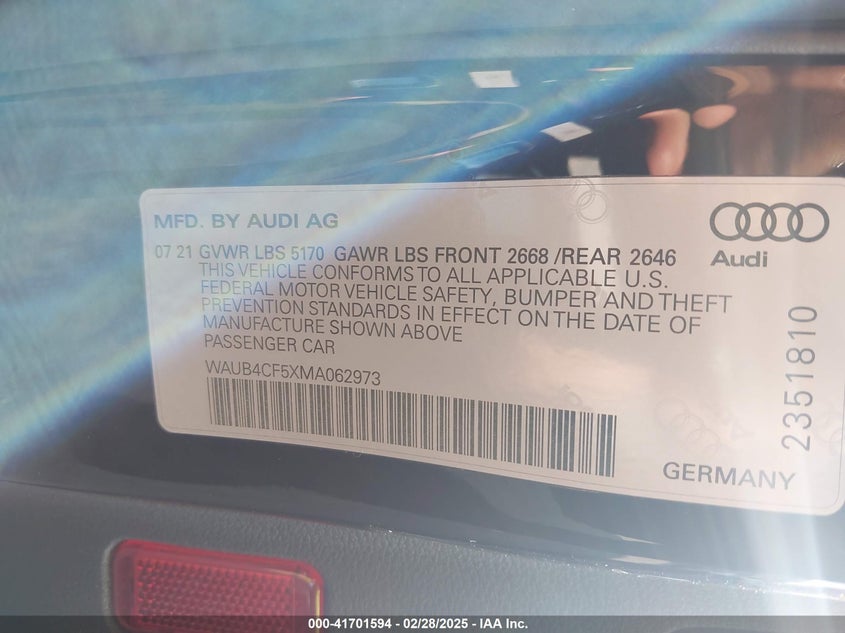 MFD. BY AUDI AG
07 21 GVWR LBS 5170 GAWR LBS FRONT 2668 /REAR 2646
THIS VEHICLE CONFORMS TO ALL APPLICABLE U.S.
FEDERAL MOTOR VEHICLE SAFETY, BUMPER AND THEFT
PREVENTION STANDARDS IN EFFECT ON THE DATE OF
MANUFACTURE SHOWN ABOVE
PASSENGER CAR
WAUB4CF5XMA062973
Audi
2351810
GERMANY
000-41701594 - 02/28/2025 - IAA Inc.